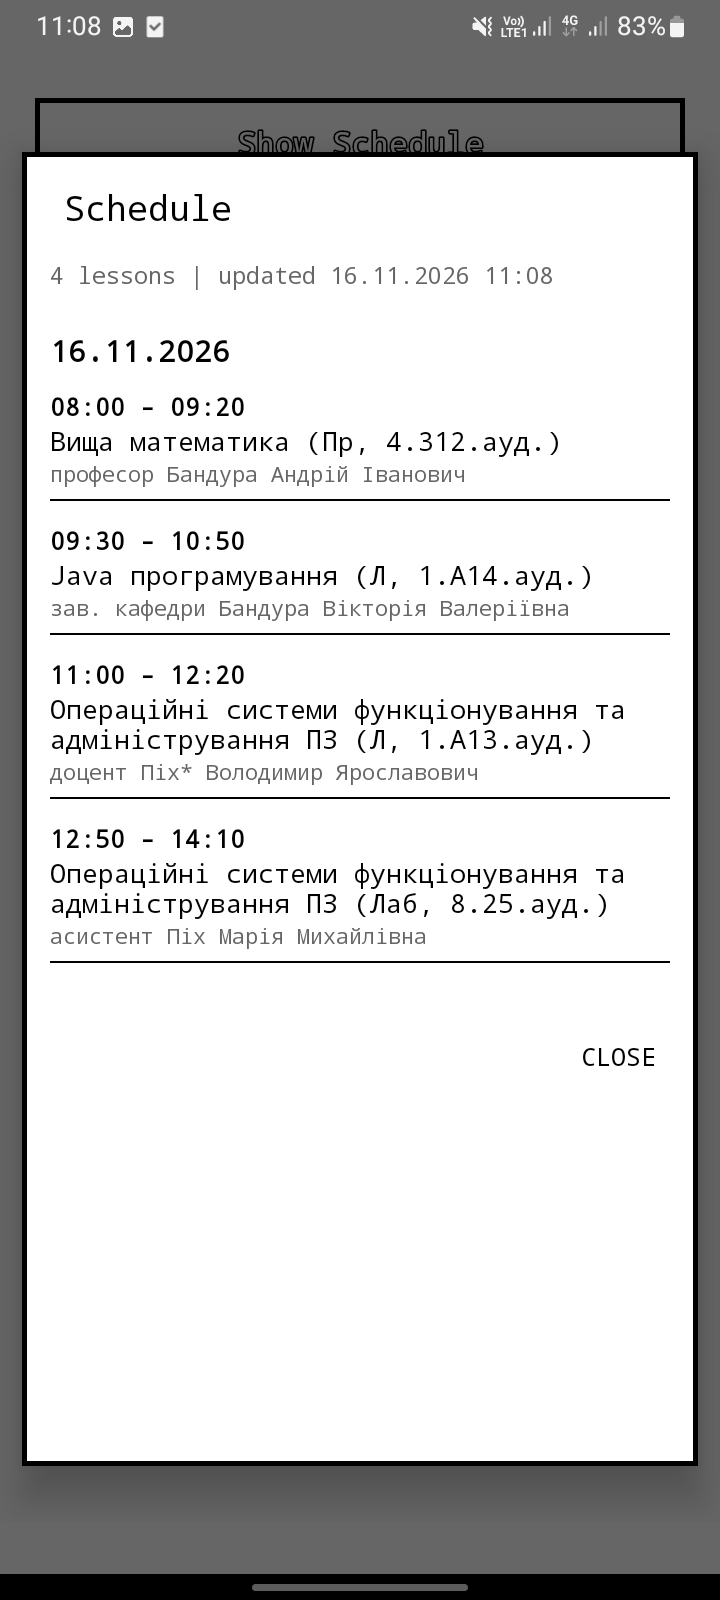 11:08
Vo)) LTE1 4G 83%
Show Schedule
Schedule
4 lessons | updated 16.11.2026 11:08
16.11.2026
08:00 – 09:20
Вища математика (Пр, 4.312.ауд.)
професор Бандура Андрій Іванович
09:30 – 10:50
Java програмування (Л, 1.А14.ауд.)
зав. кафедри Бандура Вікторія Валеріївна
11:00 – 12:20
Операційні системи функціонування та
адміністрування ПЗ (Л, 1.А13.ауд.)
доцент Піх* Володимир Ярославович
12:50 – 14:10
Операційні системи функціонування та
адміністрування ПЗ (Лаб, 8.25.ауд.)
асистент Піх Марія Михайлівна
CLOSE